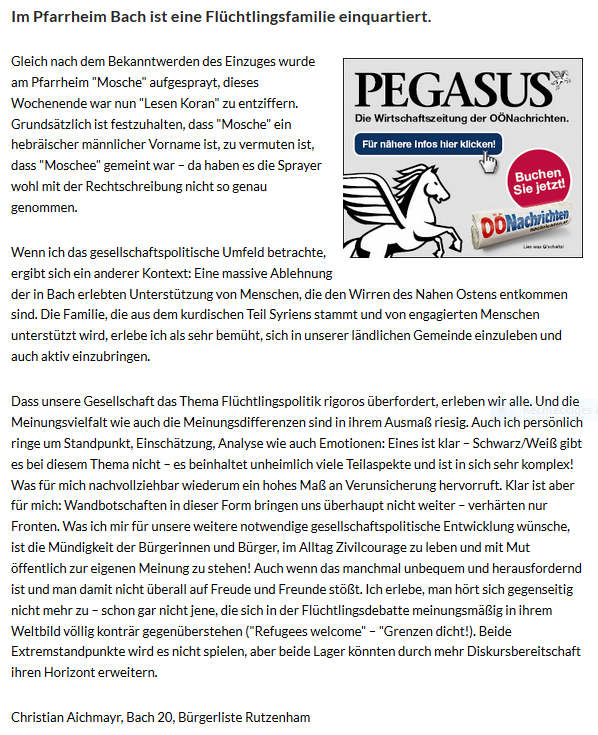 Im Pfarrheim Bach ist eine Flüchtlingsfamilie einquartiert.
Gleich nach dem Bekanntwerden des Einzuges wurde
am Pfarrheim "Mosche" aufgesprayt, dieses
Wochenende war nun "Lesen Koran" zu entziffern.
Grundsätzlich ist festzuhalten, dass "Mosche" ein
hebräischer männlicher Vorname ist, zu vermuten ist,
dass "Moschee" gemeint war – da haben es die Sprayer
wohl mit der Rechtschreibung nicht so genau
genommen.
PEGASUS
Die Wirtschaftszeitung der OÖNachrichten.
Für nähere Infos hier klicken!
Buchen
Sie jetzt!
OÖNachrichten
nachrichten.at
Lies was G'scheits!
Wenn ich das gesellschaftspolitische Umfeld betrachte,
ergibt sich ein anderer Kontext: Eine massive Ablehnung
der in Bach erlebten Unterstützung von Menschen, die den Wirren des Nahen Ostens entkommen
sind. Die Familie, die aus dem kurdischen Teil Syriens stammt und von engagierten Menschen
unterstützt wird, erlebe ich als sehr bemüht, sich in unserer ländlichen Gemeinde einzuleben und
auch aktiv einzubringen.
Dass unsere Gesellschaft das Thema Flüchtlingspolitik rigoros überfordert, erleben wir alle. Und die
Meinungsvielfalt wie auch die Meinungsdifferenzen sind in ihrem Ausmaß riesig. Auch ich persönlich
ringe um Standpunkt, Einschätzung, Analyse wie auch Emotionen: Eines ist klar – Schwarz/Weiß gibt
es bei diesem Thema nicht – es beinhaltet unheimlich viele Teilaspekte und ist in sich sehr komplex!
Was für mich nachvollziehbar wiederum ein hohes Maß an Verunsicherung hervorruft. Klar ist aber
für mich: Wandbotschaften in dieser Form bringen uns überhaupt nicht weiter – verhärten nur
Fronten. Was ich mir für unsere weitere notwendige gesellschaftspolitische Entwicklung wünsche,
ist die Mündigkeit der Bürgerinnen und Bürger, im Alltag Zivilcourage zu leben und mit Mut
öffentlich zur eigenen Meinung zu stehen! Auch wenn das manchmal unbequem und herausfordernd
ist und man damit nicht überall auf Freude und Freunde stößt. Ich erlebe, man hört sich gegenseitig
nicht mehr zu – schon gar nicht jene, die sich in der Flüchtlingsdebatte meinungsmäßig in ihrem
Weltbild völlig konträr gegenüberstehen ("Refugees welcome" – "Grenzen dicht!). Beide
Extremstandpunkte wird es nicht spielen, aber beide Lager könnten durch mehr Diskursbereitschaft
ihren Horizont erweitern.
Christian Aichmayr, Bach 20, Bürgerliste Rutzenham